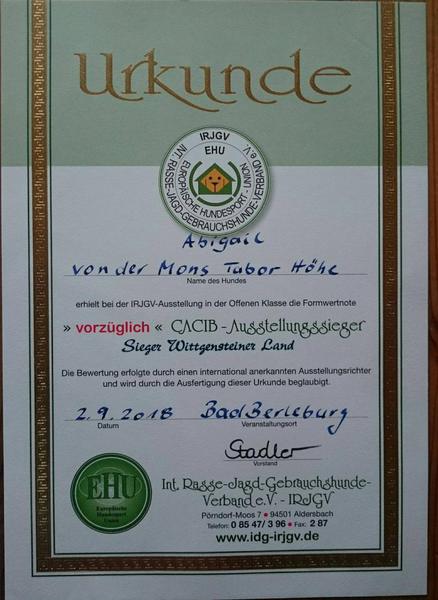 Urkunde
IRJGV
EHU
INT. RASSE-JAGD-GEBRAUCHSHUNDE-VERBAND e.V.
EUROPÄISCHE HUNDESPORT - UNION
Abigail
von der Mons Tabor Höhe
Name des Hundes
erhielt bei der IRJGV-Ausstellung in der Offenen Klasse die Formwertnote
» vorzüglich « CACIB-Ausstellungssieger
Sieger Wittgensteiner Land
Die Bewertung erfolgte durch einen international anerkannten Ausstellungsrichter
und wird durch die Ausfertigung dieser Urkunde beglaubigt.
2.9.2018 Bad Berleburg
Datum Veranstaltungsort
Stadler
Vorstand
EHU
Europäische
Hundesport
Union
Int. Rasse-Jagd-Gebrauchshunde-
Verband e.V. - IRJGV
Pörndorf-Moos 7 • 94501 Aldersbach
Telefon: 0 85 47/3 96 • Fax: 2 87
www.idg-irjgv.de